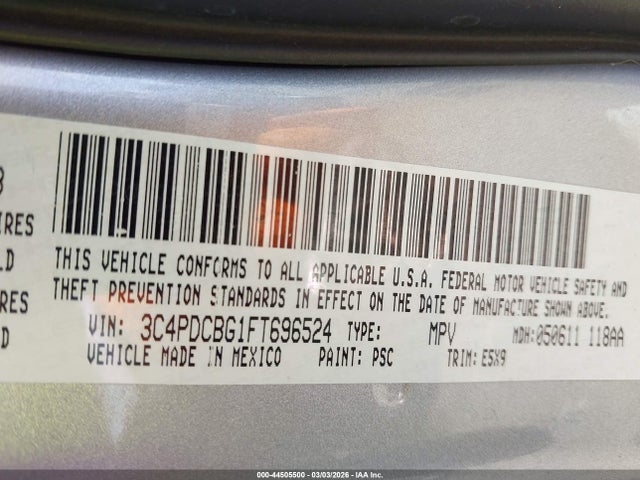 THIS VEHICLE CONFORMS TO ALL APPLICABLE U.S.A. FEDERAL MOTOR VEHICLE SAFETY AND
THEFT PREVENTION STANDARDS IN EFFECT ON THE DATE OF MANUFACTURE SHOWN ABOVE.
VIN: 3C4PDCBG1FT696524 TYPE: MPV MDH:050611 118AA
VEHICLE MADE IN MEXICO PAINT: PSC TRIM: E5X9
000-44505500 - 03/03/2026 - IAA Inc.